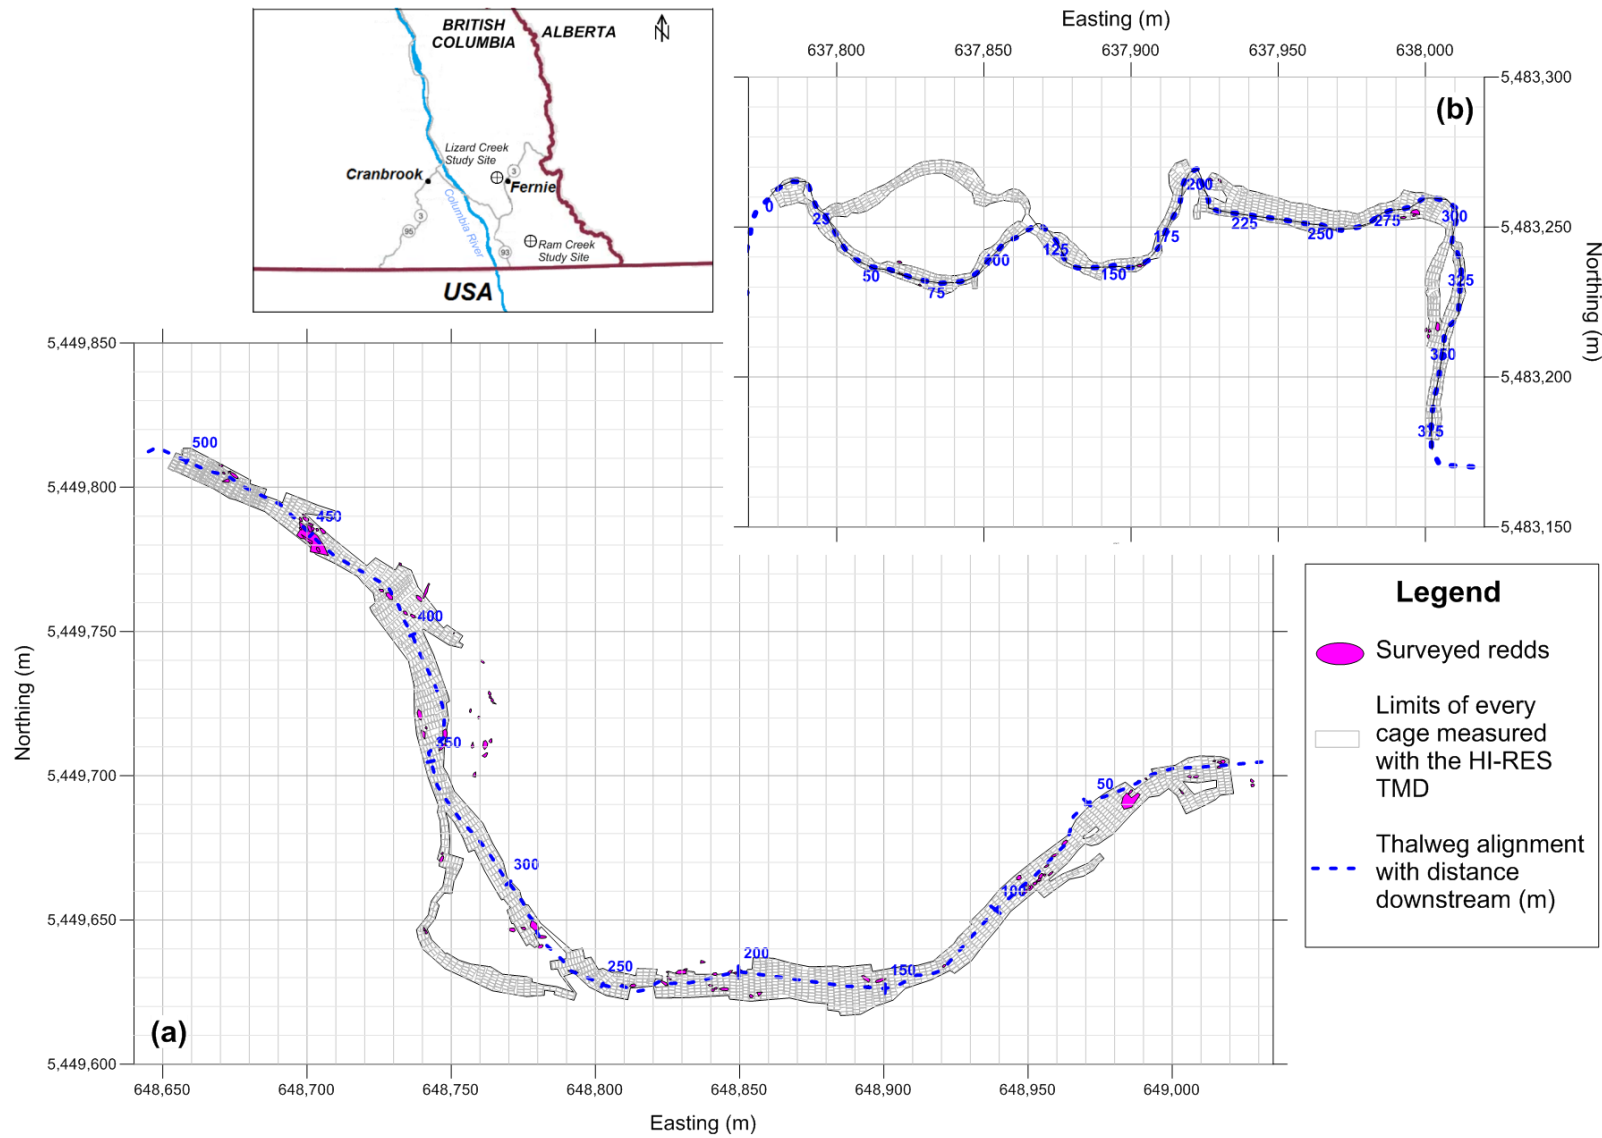 BRITISH
COLUMBIA
ALBERTA
N
Lizard Creek
Study Site
3
Cranbrook
Fernie
Columbia River
3
95
93
Ram Creek
Study Site
USA
Easting (m)
637,800
637,850
637,900
637,950
638,000
5,483,300
5,483,250
5,483,200
5,483,150
Northing (m)
(b)
0
25
50
75
100
125
150
175
200
225
250
275
300
325
350
375
5,449,850
5,449,800
5,449,750
5,449,700
5,449,650
5,449,600
Northing (m)
500
450
400
350
300
250
200
150
100
50
(a)
648,650
648,700
648,750
648,800
648,850
648,900
648,950
649,000
Easting (m)
Legend
Surveyed redds
Limits of every
cage measured
with the HI-RES
TMD
Thalweg alignment
with distance
downstream (m)